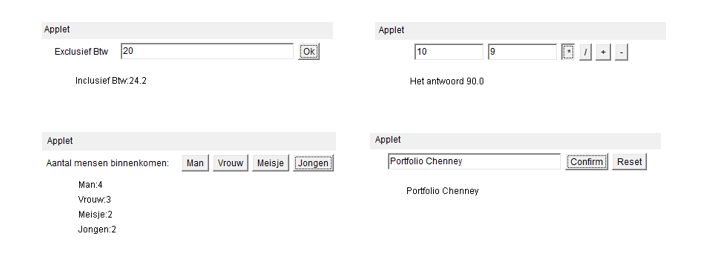 Applet
Exclusief Btw 20 Ok
Inclusief Btw:24.2
Applet
10 9 * / + -
Het antwoord 90.0
Applet
Aantal mensen binnenkomen: Man Vrouw Meisje Jongen
Man:4
Vrouw:3
Meisje:2
Jongen:2
Applet
Portfolio Chenney Confirm Reset
Portfolio Chenney